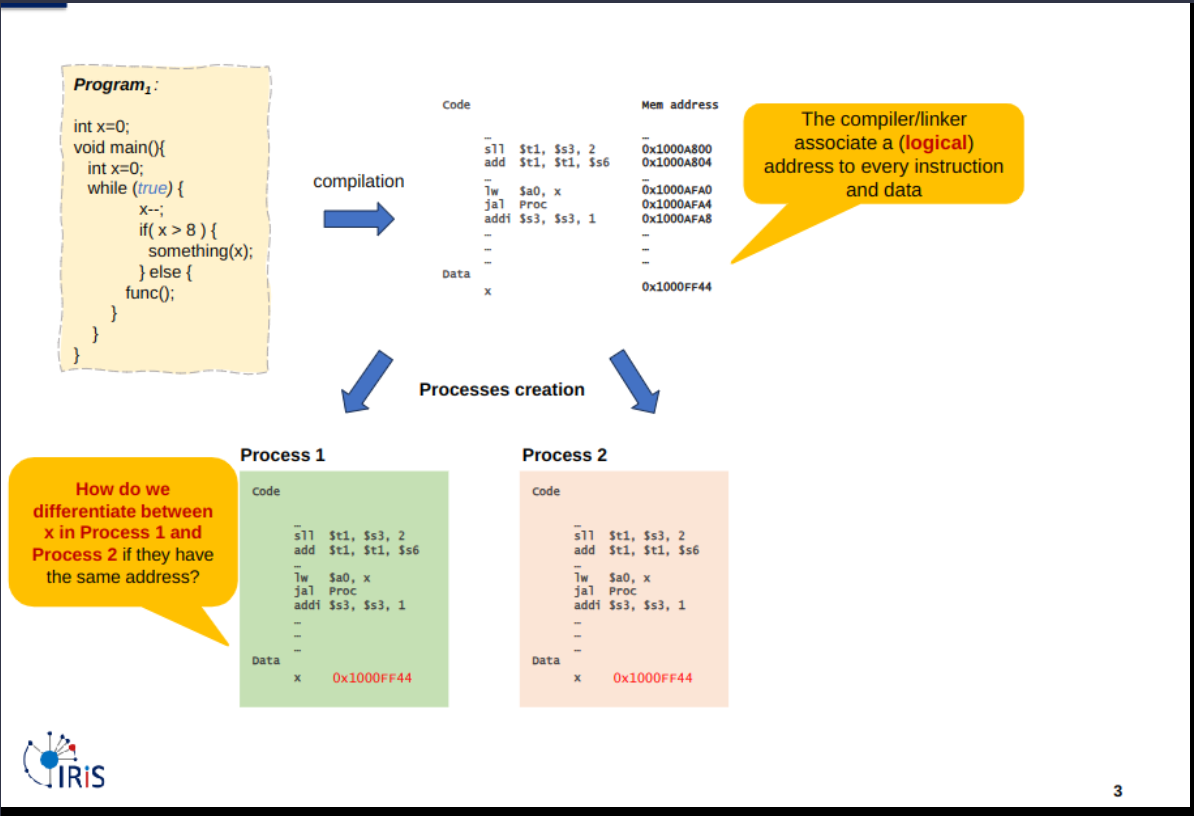 Program1 :
int x=0;
void main(){
int x=0;
while (true) {
x--;
if( x > 8 ) {
something(x);
} else {
func();
}
}
}
compilation
Code Mem address
… …
sll $t1, $s3, 2 0x1000A800
add $t1, $t1, $s6 0x1000A804
… …
lw $a0, x 0x1000AFA0
jal Proc 0x1000AFA4
addi $s3, $s3, 1 0x1000AFA8
… …
… …
… …
Data
x 0x1000FF44
The compiler/linker
associate a (logical)
address to every instruction
and data
Processes creation
Process 1
Code
…
sll $t1, $s3, 2
add $t1, $t1, $s6
…
lw $a0, x
jal Proc
addi $s3, $s3, 1
…
…
…
Data
x 0x1000FF44
Process 2
Code
…
sll $t1, $s3, 2
add $t1, $t1, $s6
…
lw $a0, x
jal Proc
addi $s3, $s3, 1
…
…
…
Data
x 0x1000FF44
How do we
differentiate between
x in Process 1 and
Process 2 if they have
the same address?
IRiS
3